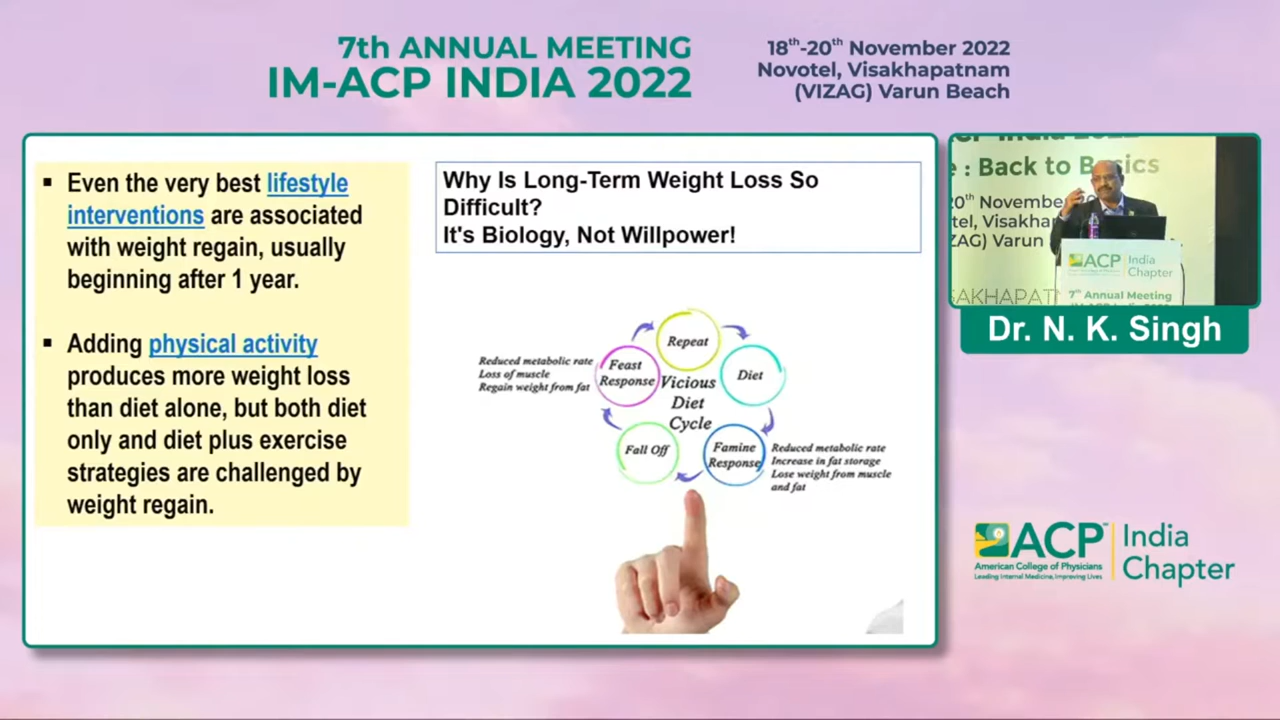 7th ANNUAL MEETING
IM-ACP INDIA 2022
18th-20th November 2022
Novotel, Visakhapatnam
(VIZAG) Varun Beach
▪ Even the very best lifestyle
interventions are associated
with weight regain, usually
beginning after 1 year.
▪ Adding physical activity
produces more weight loss
than diet alone, but both diet
only and diet plus exercise
strategies are challenged by
weight regain.
Why Is Long-Term Weight Loss So
Difficult?
It's Biology, Not Willpower!
Repeat
Diet
Famine
Response
Reduced metabolic rate
Increase in fat storage
Lose weight from muscle
and fat
Fall Off
Feast
Response
Reduced metabolic rate
Loss of muscle
Regain weight from fat
Vicious
Diet
Cycle
India 2022
: Back to Basics
20th Novembe
tel, Visakha
ZAG) Varun
SAKHAPAT
ACP India
Chapter
7th Annual Meeting
Dr. N. K. Singh
ACP™
American College of Physicians
Leading Internal Medicine, Improving Lives
India
Chapter